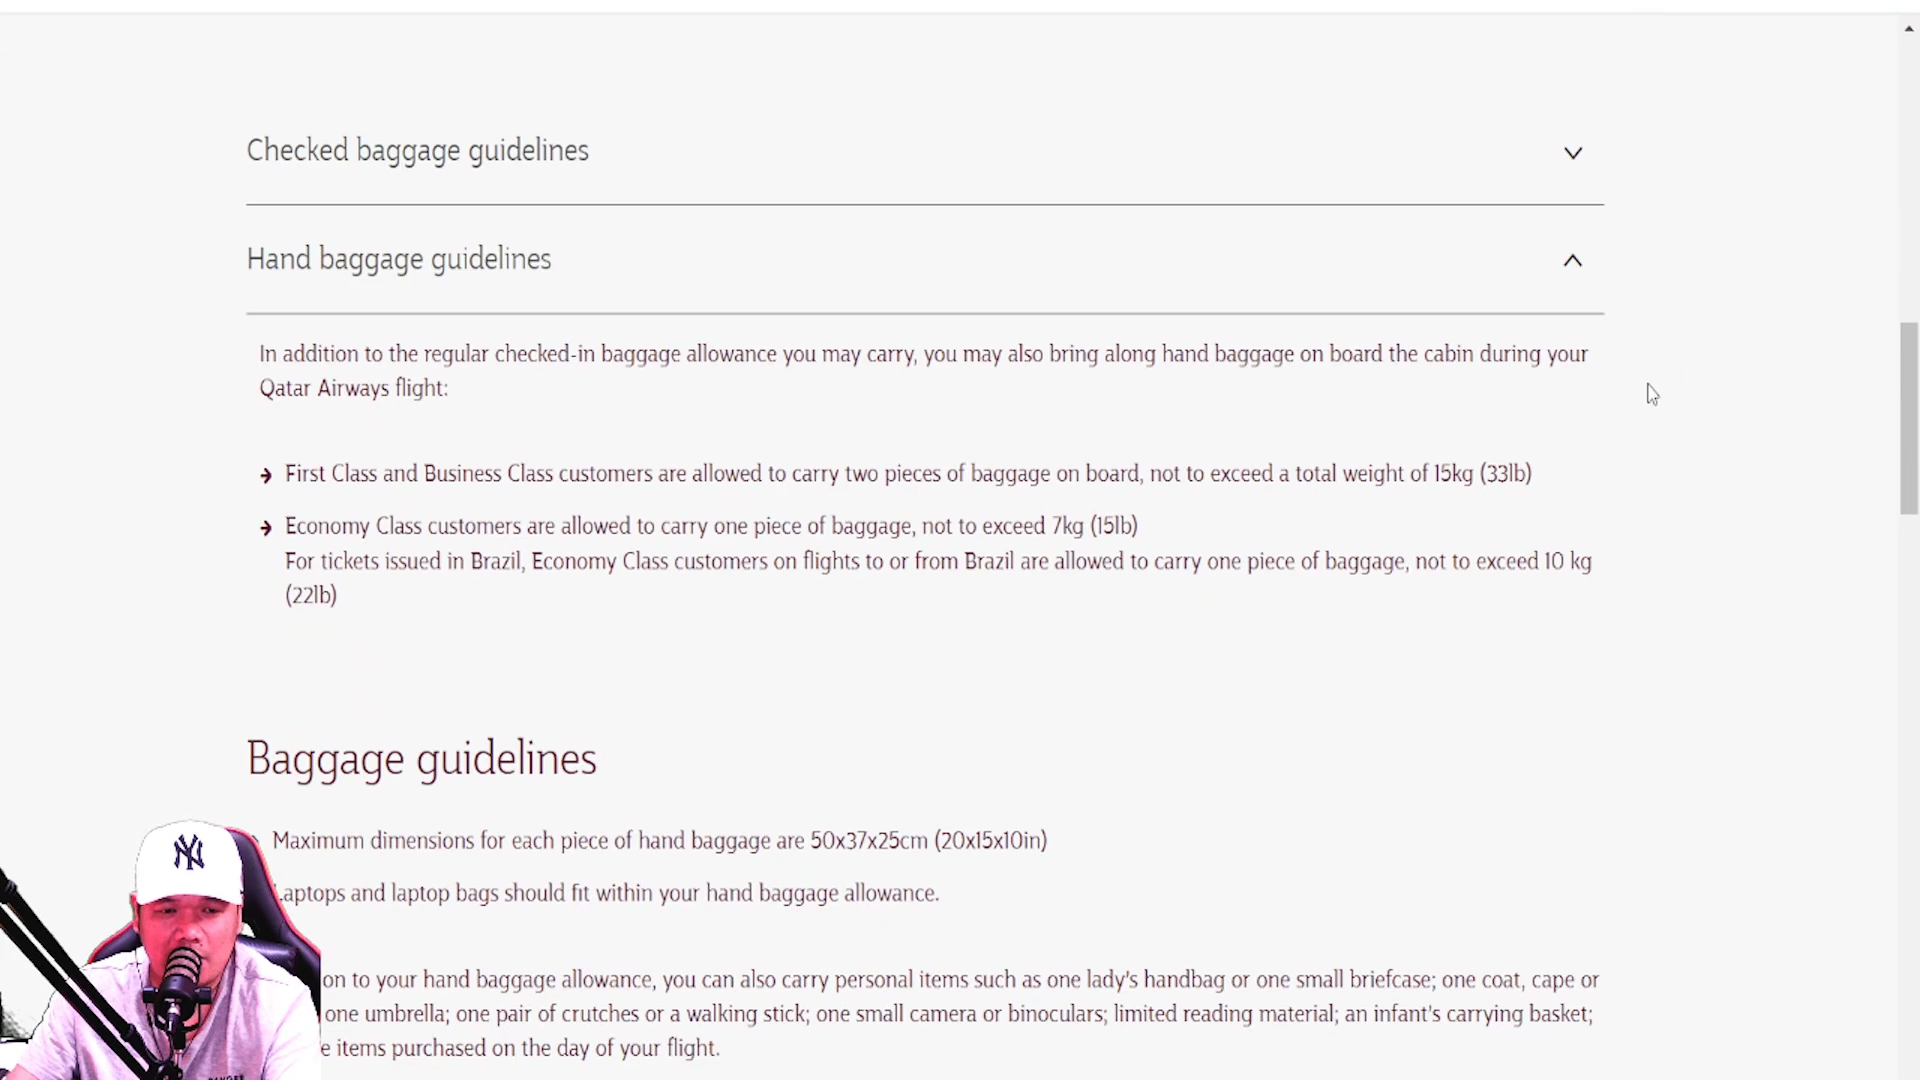 Checked baggage guidelines
Hand baggage guidelines
In addition to the regular checked-in baggage allowance you may carry, you may also bring along hand baggage on board the cabin during your
Qatar Airways flight:
First Class and Business Class customers are allowed to carry two pieces of baggage on board, not to exceed a total weight of 15kg (33lb)
Economy Class customers are allowed to carry one piece of baggage, not to exceed 7kg (15lb)
For tickets issued in Brazil, Economy Class customers on flights to or from Brazil are allowed to carry one piece of baggage, not to exceed 10 kg
(22lb)
Baggage guidelines
Maximum dimensions for each piece of hand baggage are 50x37x25cm (20x15x10in)
Laptops and laptop bags should fit within your hand baggage allowance.
NY
on to your hand baggage allowance, you can also carry personal items such as one lady's handbag or one small briefcase; one coat, cape or
one umbrella; one pair of crutches or a walking stick; one small camera or binoculars; limited reading material; an infant's carrying basket;
items purchased on the day of your flight.